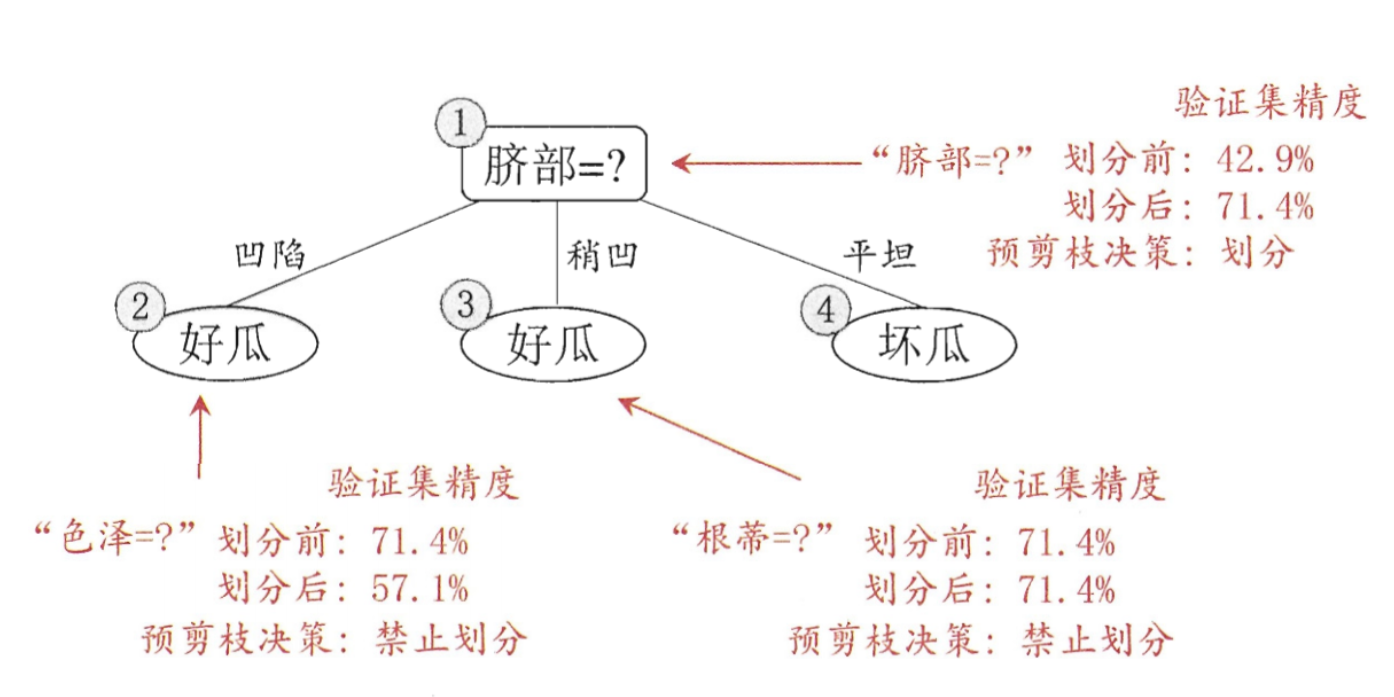 验证集精度
①
脐部=?
“脐部=?” 划分前: 42.9%
划分后: 71.4%
预剪枝决策: 划分
凹陷
稍凹
平坦
②
好瓜
③
好瓜
④
坏瓜
验证集精度
“色泽=?” 划分前: 71.4%
划分后: 57.1%
预剪枝决策: 禁止划分
验证集精度
“根蒂=?” 划分前: 71.4%
划分后: 71.4%
预剪枝决策: 禁止划分